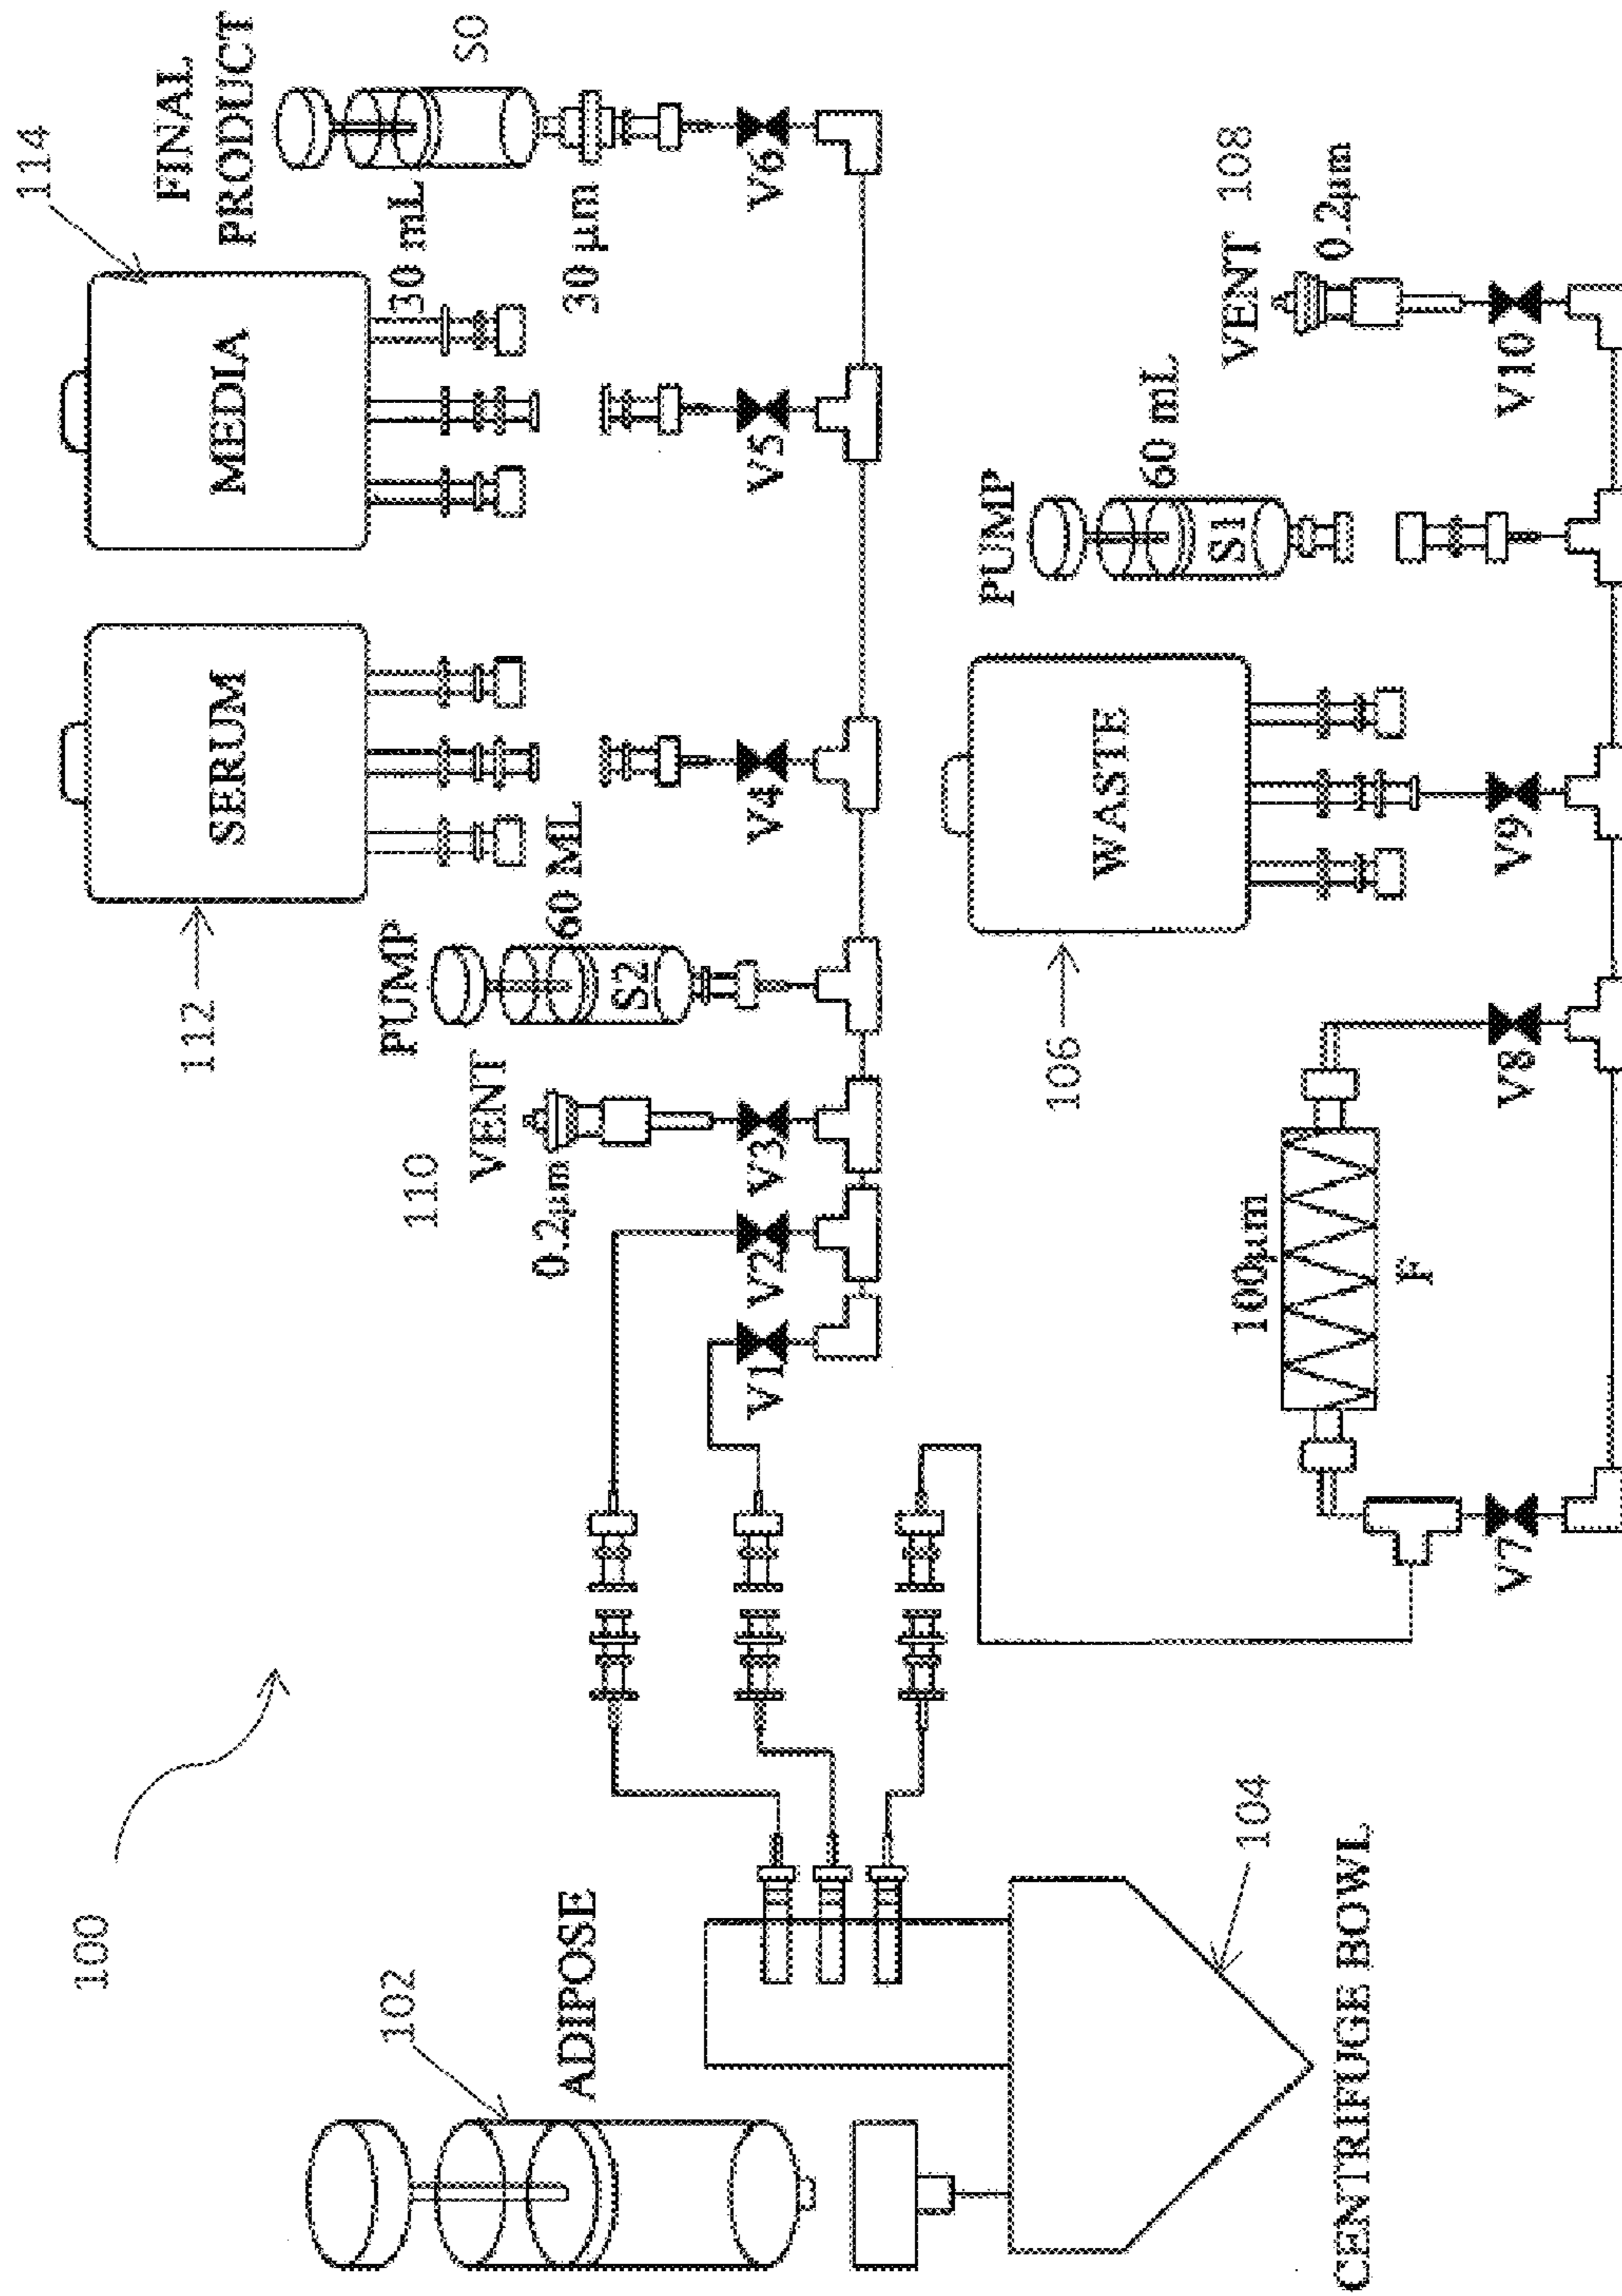 100
102
ADIPOSE
104
CENTRIFUGE BOWL
110
VENT
0.2µm
V1
V2
V3
PUMP
60 ML
S2
112
SERUM
V4
MEDIA
114
V5
FINAL
PRODUCT
30 mL
S0
30 µm
V6
100µm
F
V7
V8
106
WASTE
V9
PUMP
60 mL
S1
VENT 108
0.2µm
V10